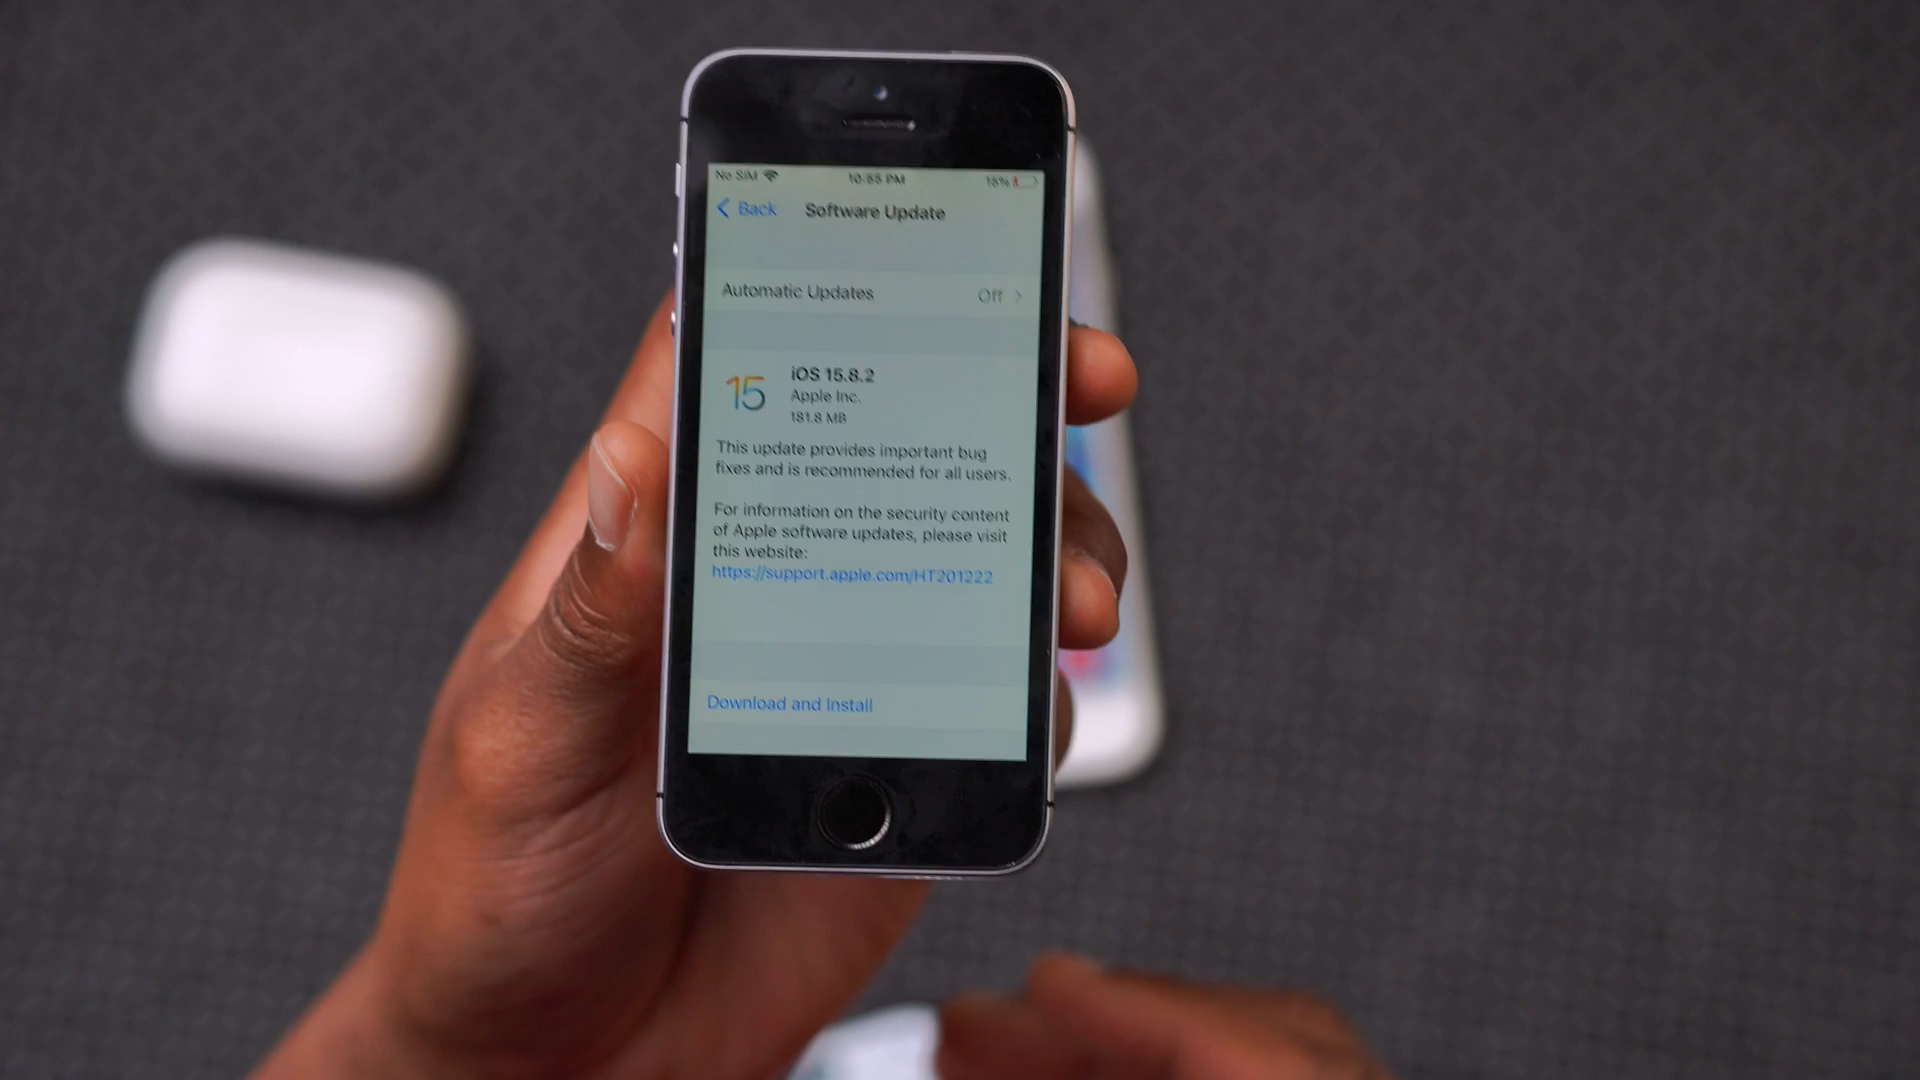 No SIM 10:55 PM 15%
Back Software Update
Automatic Updates Off
15
iOS 15.8.2
Apple Inc.
181.8 MB
This update provides important bug
fixes and is recommended for all users.
For information on the security content
of Apple software updates, please visit
this website:
https://support.apple.com/HT201222
Download and Install